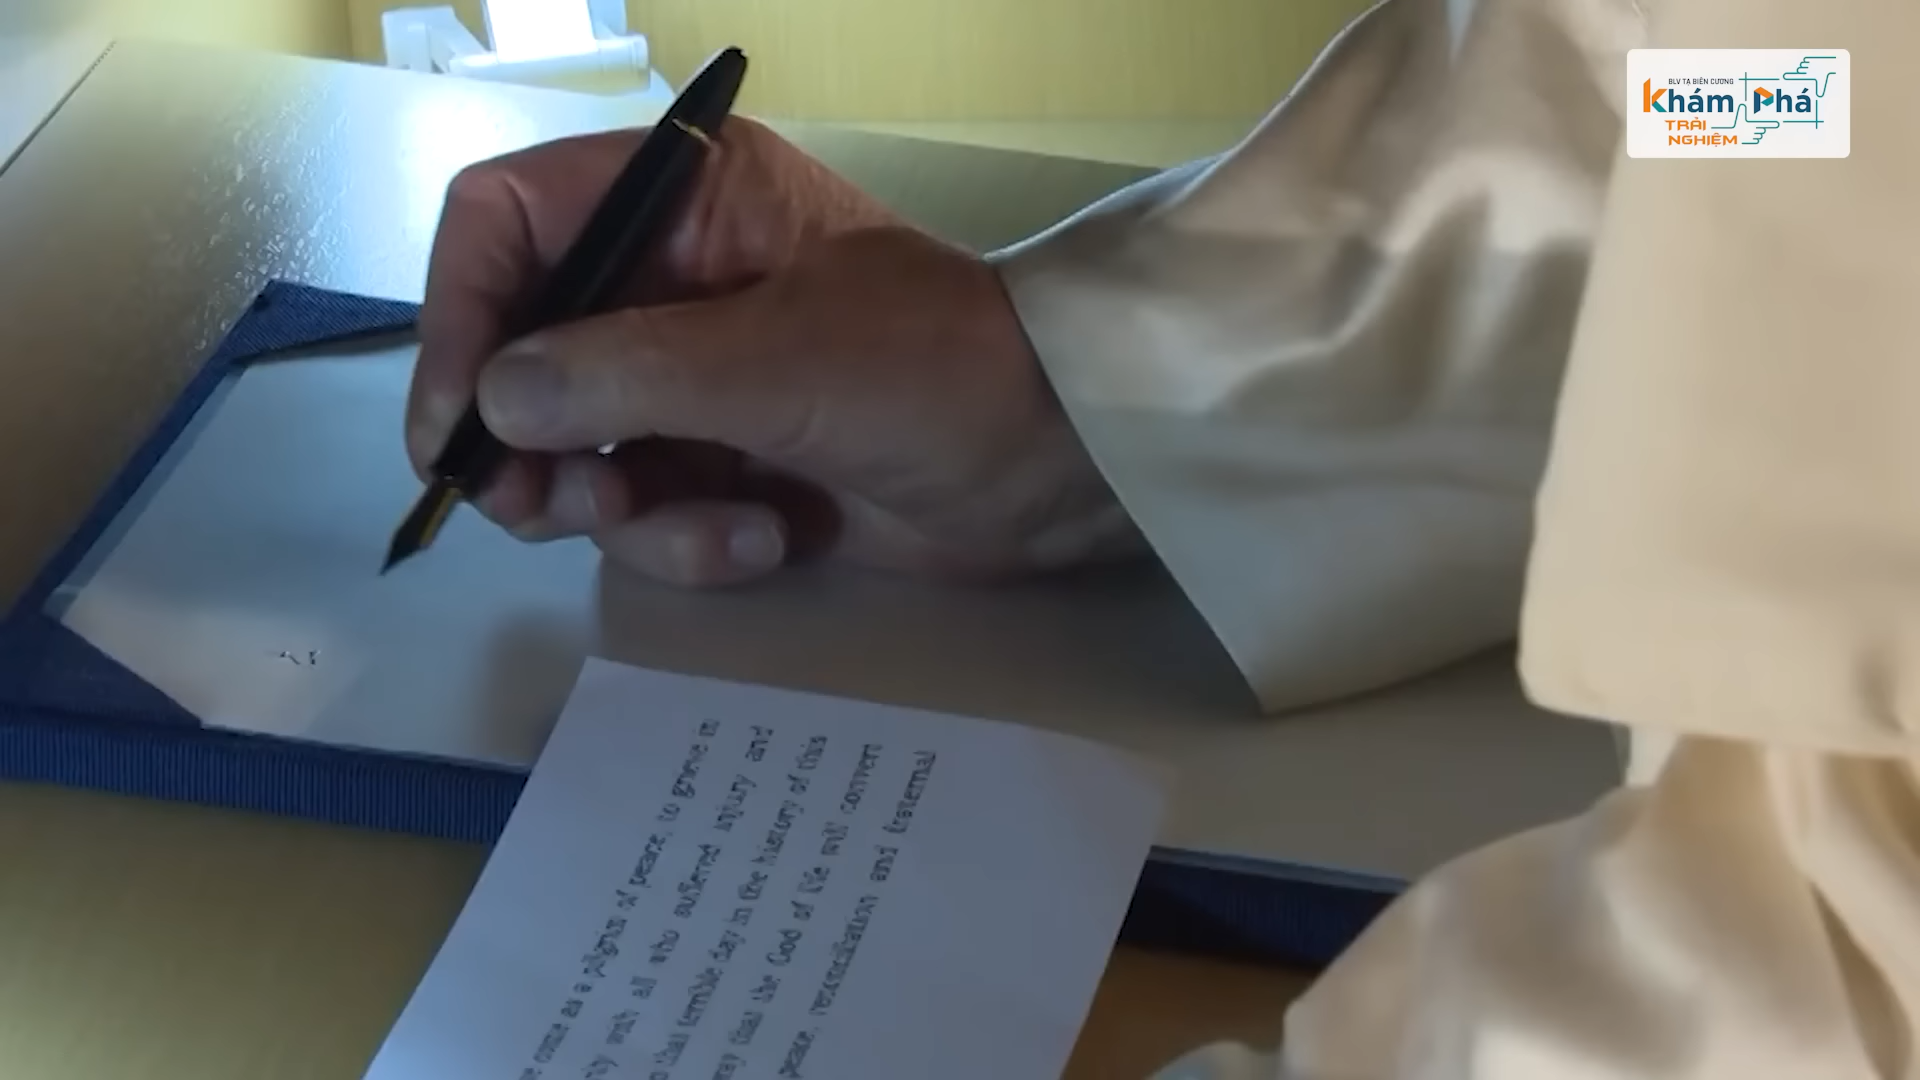 BLV TẠ BIÊN CƯƠNG
Khám Phá
TRẢI
NGHIỆM
come as a pilgrim of peace, to grieve in
with all who suffered injury and
that terrible day in the history of this
that the God of life will convert
peace, reconciliation and fraternal